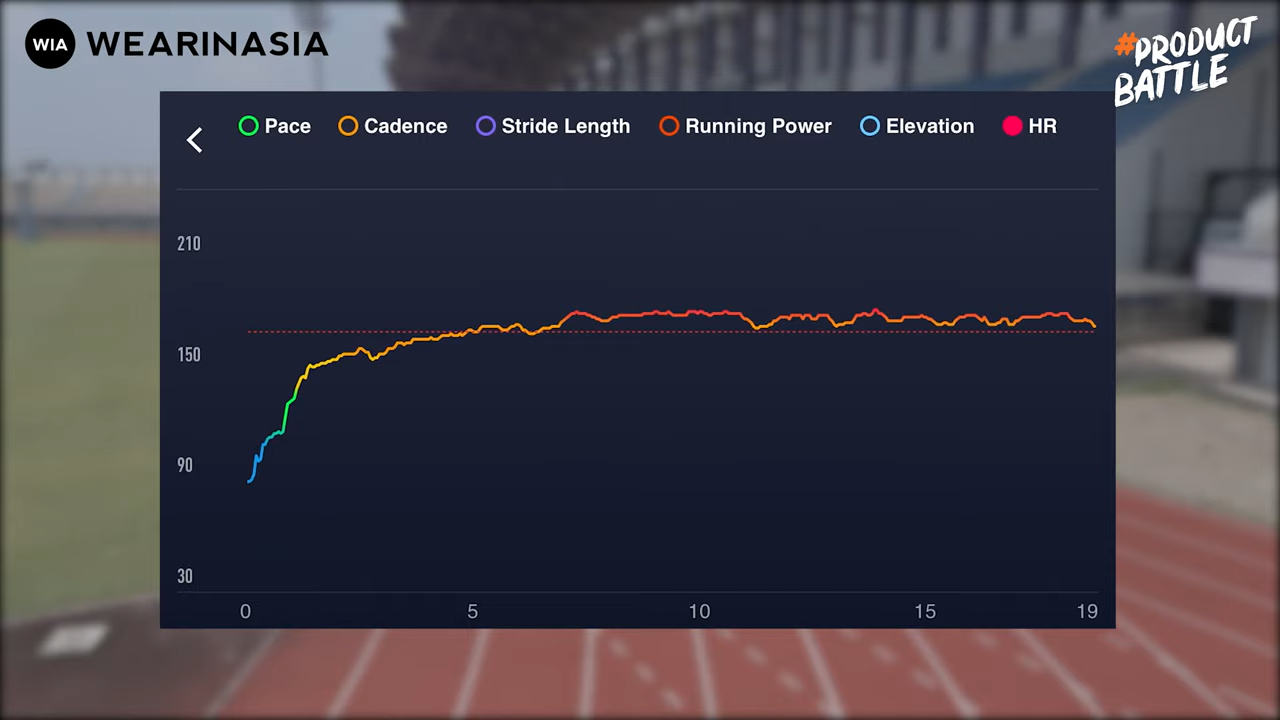 WIA WEARINASIA
#PRODUCT
BATTLE
Pace Cadence Stride Length Running Power Elevation HR
210
150
90
30
0 5 10 15 19